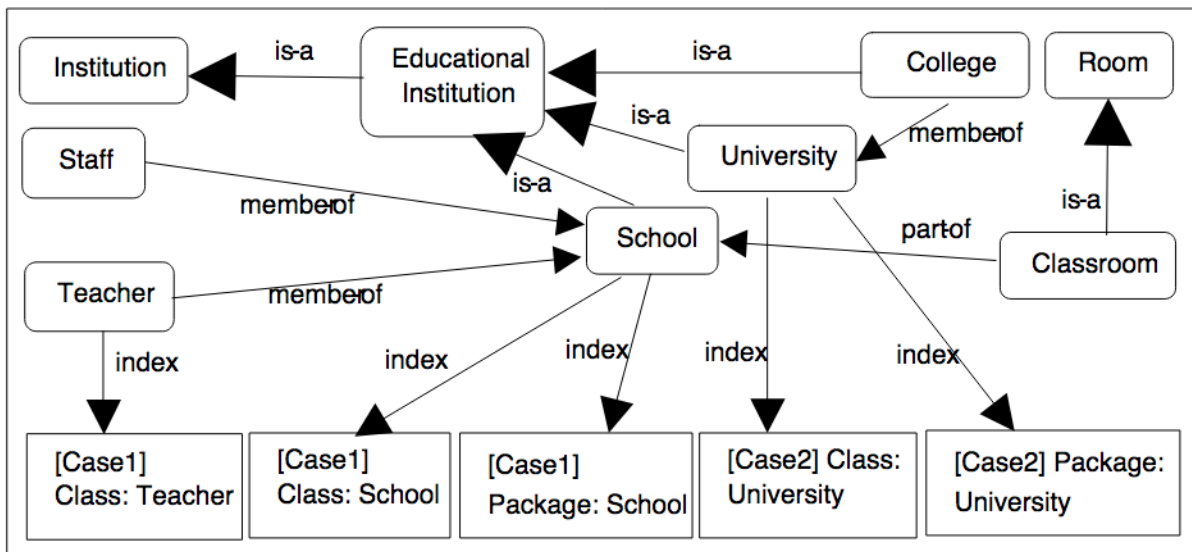 Institution
is-a
Educational
Institution
is-a
College
Room
is-a
member-of
Staff
University
is-a
member-of
is-a
School
part-of
Classroom
Teacher
member-of
index
index
index
index
index
[Case1]
Class: Teacher
[Case1]
Class: School
[Case1]
Package: School
[Case2] Class:
University
[Case2] Package:
University